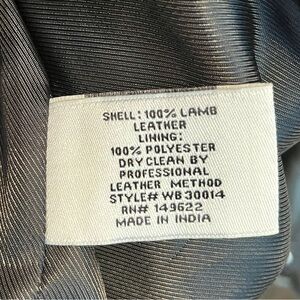 SHELL: 100% LAMB
LEATHER
LINING:
100% POLYESTER
DRY CLEAN BY
PROFESSIONAL
LEATHER METHOD
STYLE# WB30014
RN# 149622
MADE IN INDIA